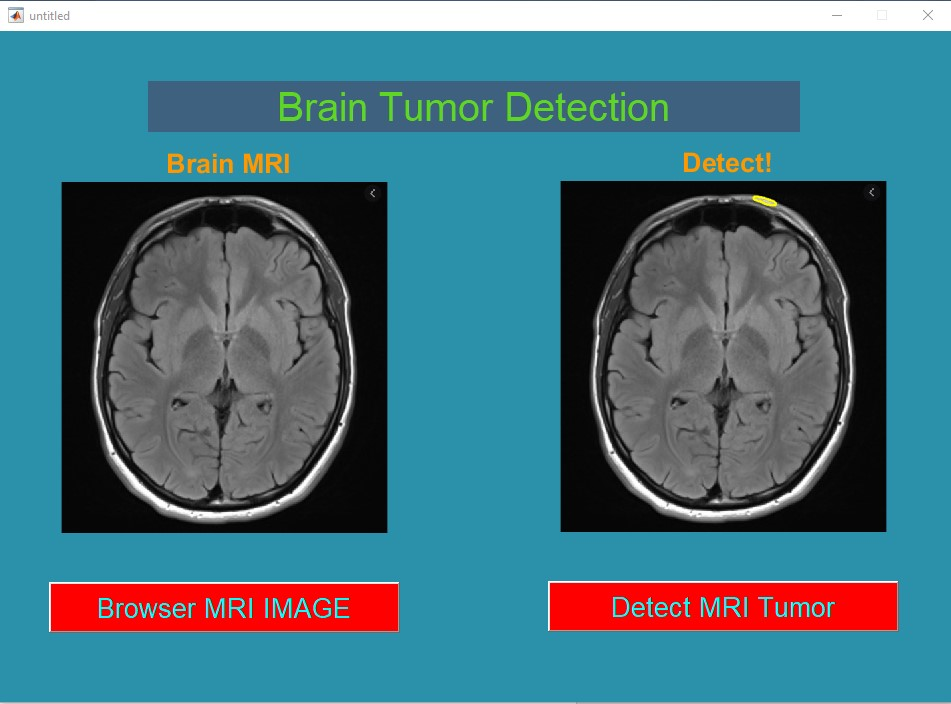 untitled
Brain Tumor Detection
Brain MRI
Detect!
Browser MRI IMAGE
Detect MRI Tumor